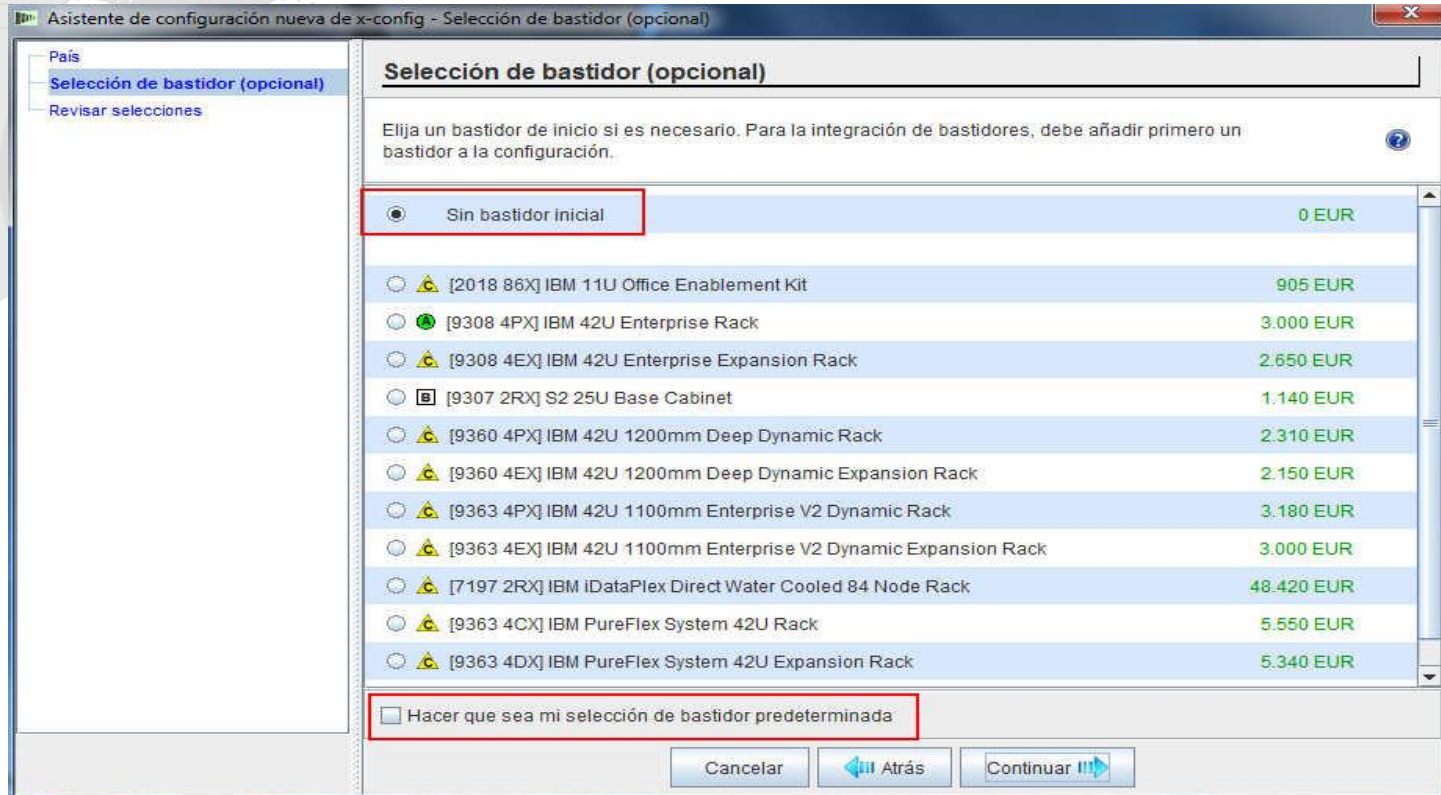 Asistente de configuración nueva de x-config - Selección de bastidor (opcional)
País
Selección de bastidor (opcional)
Revisar selecciones
Selección de bastidor (opcional)
Elija un bastidor de inicio si es necesario. Para la integración de bastidores, debe añadir primero un
bastidor a la configuración.
?
Sin bastidor inicial 0 EUR
C [2018 86X] IBM 11U Office Enablement Kit 905 EUR
A [9308 4PX] IBM 42U Enterprise Rack 3.000 EUR
C [9308 4EX] IBM 42U Enterprise Expansion Rack 2.650 EUR
B [9307 2RX] S2 25U Base Cabinet 1.140 EUR
C [9360 4PX] IBM 42U 1200mm Deep Dynamic Rack 2.310 EUR
C [9360 4EX] IBM 42U 1200mm Deep Dynamic Expansion Rack 2.150 EUR
C [9363 4PX] IBM 42U 1100mm Enterprise V2 Dynamic Rack 3.180 EUR
C [9363 4EX] IBM 42U 1100mm Enterprise V2 Dynamic Expansion Rack 3.000 EUR
C [7197 2RX] IBM iDataPlex Direct Water Cooled 84 Node Rack 48.420 EUR
C [9363 4CX] IBM PureFlex System 42U Rack 5.550 EUR
C [9363 4DX] IBM PureFlex System 42U Expansion Rack 5.340 EUR
Hacer que sea mi selección de bastidor predeterminada
Cancelar Atrás Continuar